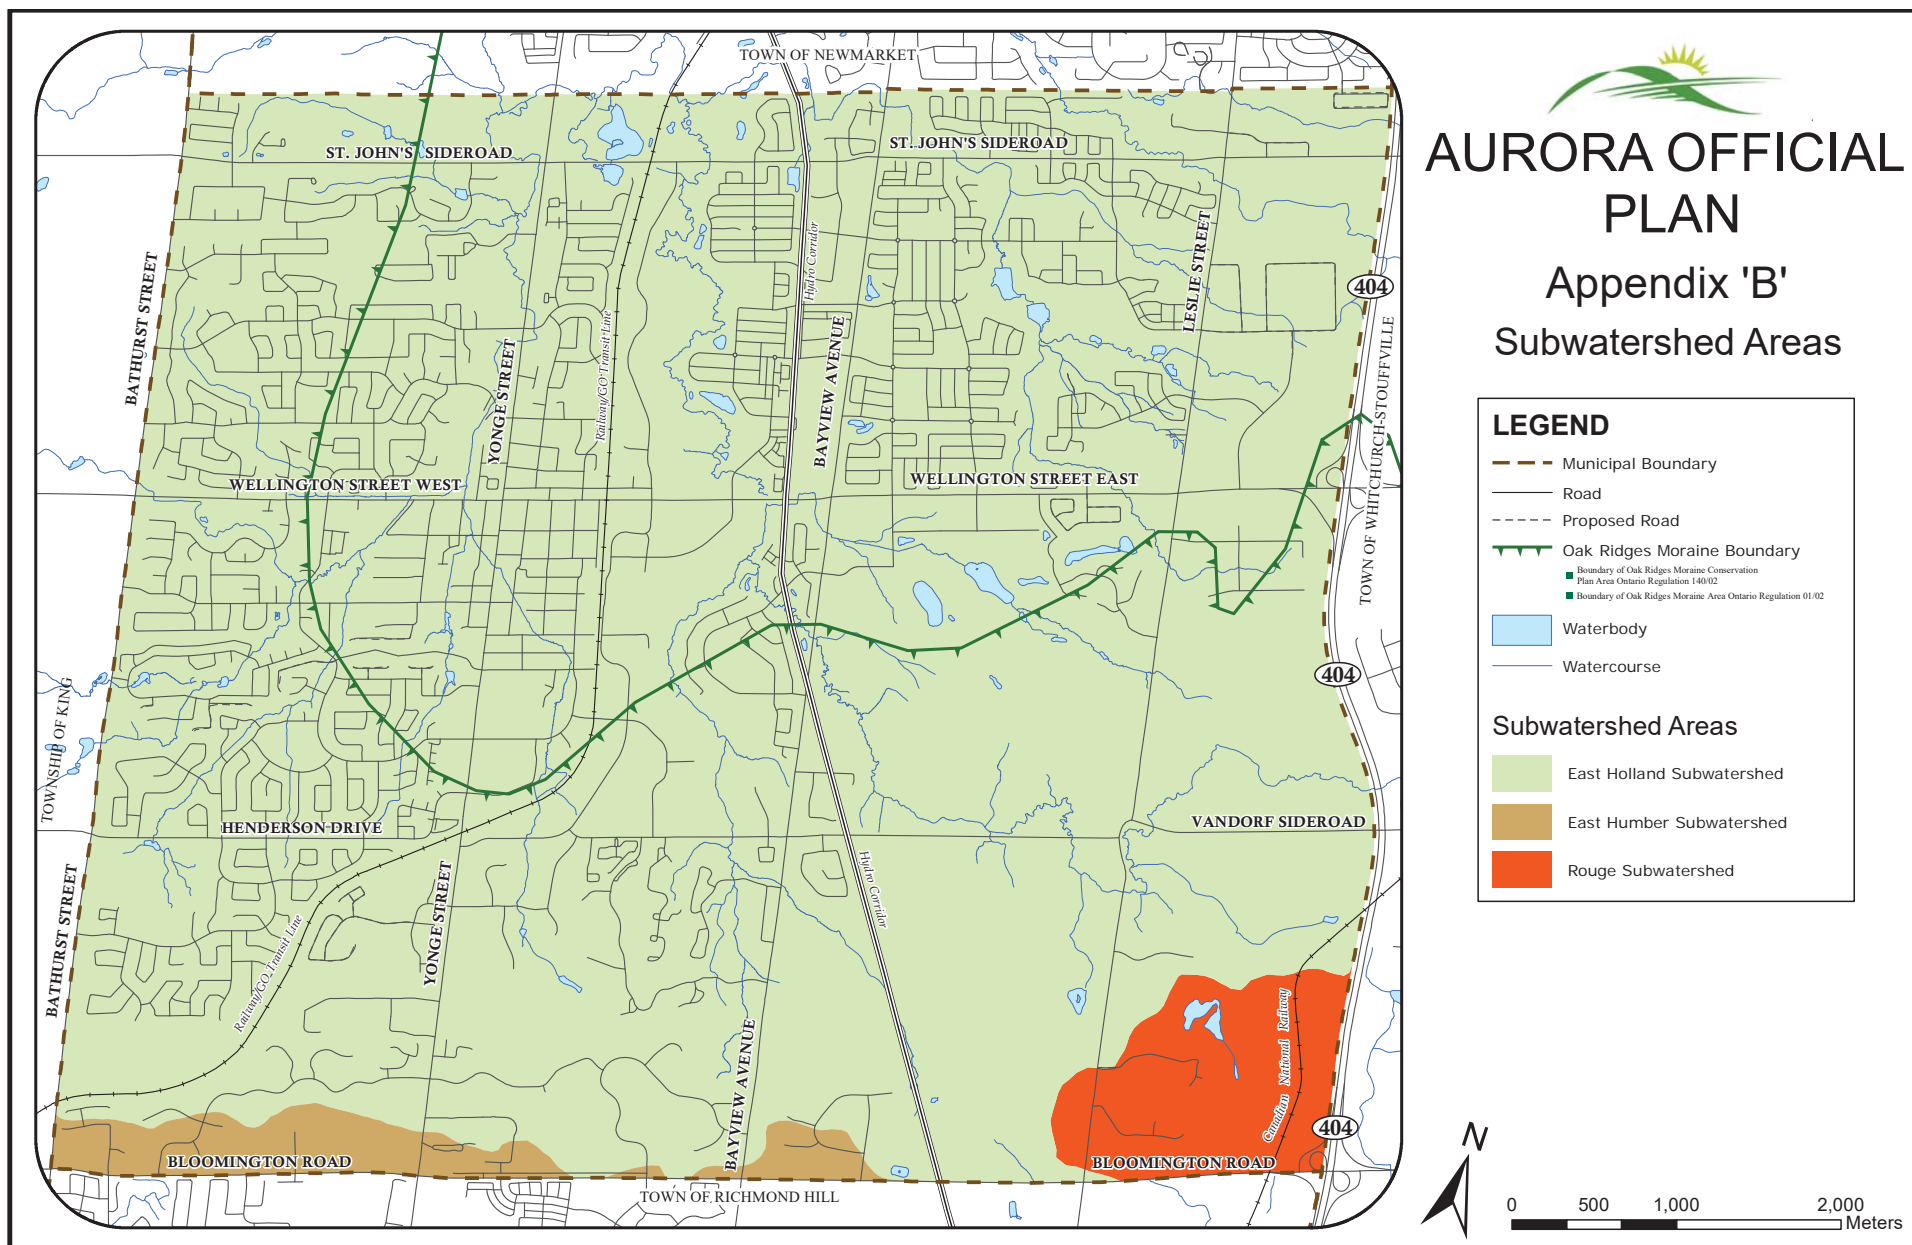 TOWN OF NEWMARKET
ST. JOHN'S SIDEROAD
ST. JOHN'S SIDEROAD
BATHURST STREET
YONGE STREET
Railway/GO Transit Line
Hydro Corridor
BAYVIEW AVENUE
LESLIE STREET
404
TOWN OF WHITCHURCH-STOUFFVILLE
WELLINGTON STREET WEST
WELLINGTON STREET EAST
404
TOWNSHIP OF KING
HENDERSON DRIVE
VANDORF SIDEROAD
BATHURST STREET
YONGE STREET
Railway/GO Transit Line
Hydro Corridor
BAYVIEW AVENUE
Canadian National Railway
404
BLOOMINGTON ROAD
BLOOMINGTON ROAD
TOWN OF RICHMOND HILL
AURORA OFFICIAL
PLAN
Appendix 'B'
Subwatershed Areas
LEGEND
Municipal Boundary
Road
Proposed Road
Oak Ridges Moraine Boundary
Boundary of Oak Ridges Moraine Conservation
Plan Area Ontario Regulation 140/02
Boundary of Oak Ridges Moraine Area Ontario Regulation 01/02
Waterbody
Watercourse
Subwatershed Areas
East Holland Subwatershed
East Humber Subwatershed
Rouge Subwatershed
N
0 500 1,000 2,000
Meters